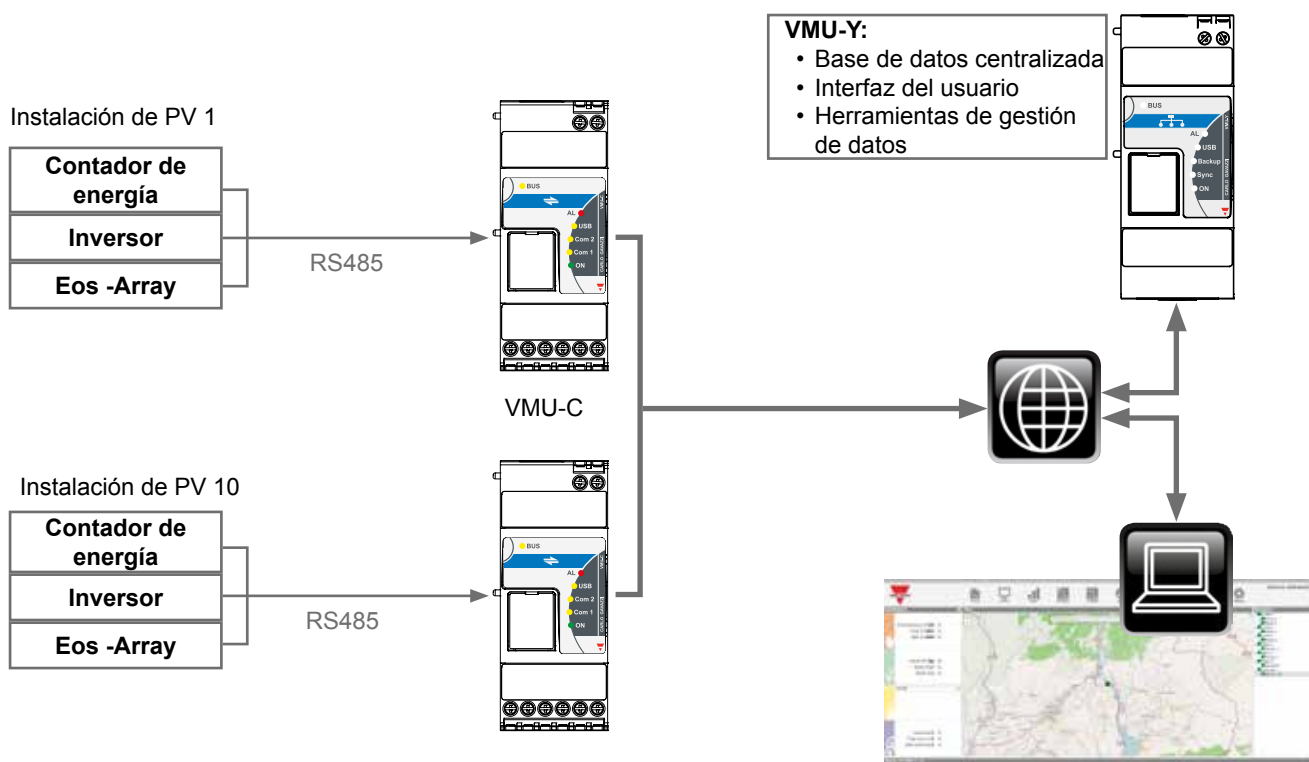 VMU-Y:
• Base de datos centralizada
• Interfaz del usuario
• Herramientas de gestión
de datos
Instalación de PV 1
Contador de
energía
Inversor
Eos -Array
RS485
BUS
AL
USB
Com 2
Com 1
ON
VMU-C
BUS
AL
USB
Backup
Sync
ON
Instalación de PV 10
Contador de
energía
Inversor
Eos -Array
RS485
BUS
AL
USB
Com 2
Com 1
ON